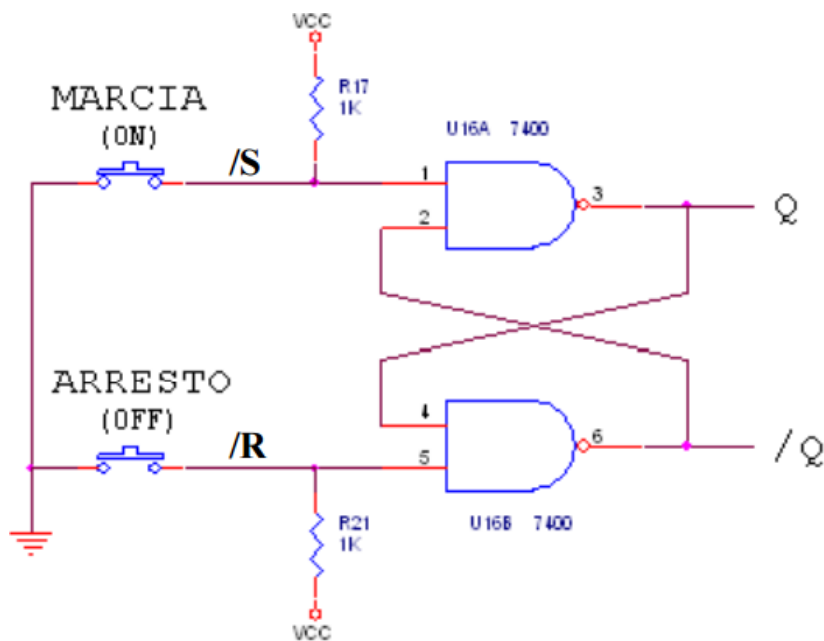 VCC
R17
1K
MARCIA
(ON)
/S
U16A 7400
1
2
3
Q
ARRESTO
(OFF)
/R
4
5
6
/Q
R21
1K
U16B 7400
VCC